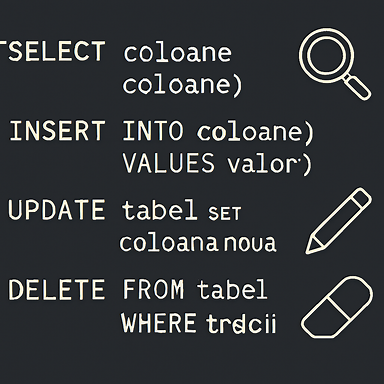 TSELECT coloane
coloane)
INSERT INTO coloane)
VALUES valor)
UPDATE tabel SET
coloana noua
DELETE FROM tabel
WHERE